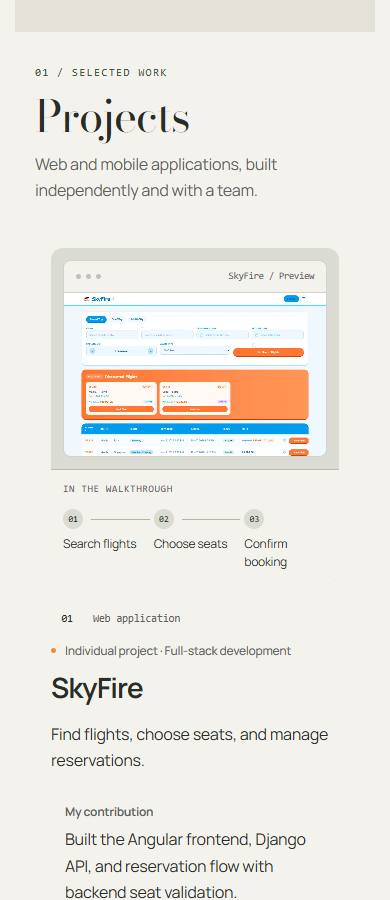 01 / SELECTED WORK
Projects
Web and mobile applications, built
independently and with a team.
SkyFire / Preview
SkyFire
Discounted Flights
IN THE WALKTHROUGH
01
02
03
Search flights
Choose seats
Confirm
booking
01 Web application
Individual project · Full-stack development
SkyFire
Find flights, choose seats, and manage
reservations.
My contribution
Built the Angular frontend, Django
API, and reservation flow with
backend seat validation.